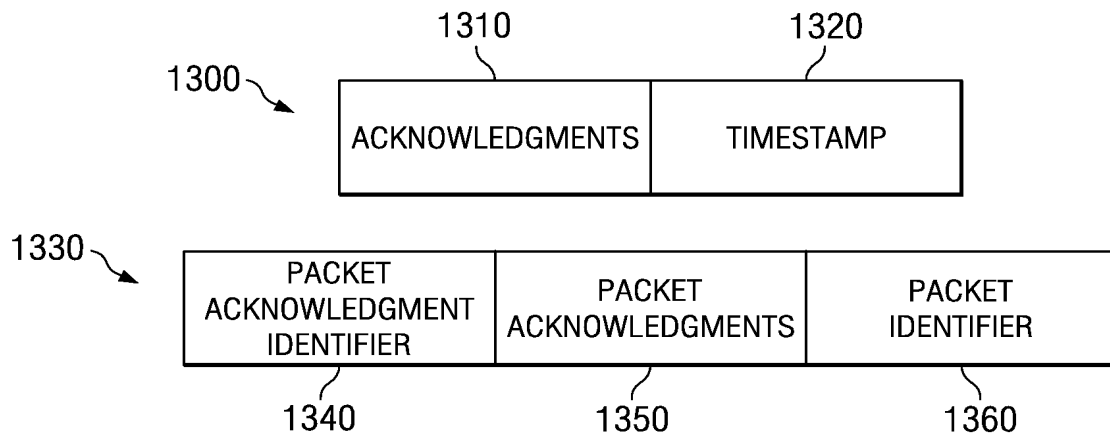 1310
1320
1300
ACKNOWLEDGMENTS
TIMESTAMP
1330
PACKET
ACKNOWLEDGMENT
IDENTIFIER
PACKET
ACKNOWLEDGMENTS
PACKET
IDENTIFIER
1340
1350
1360